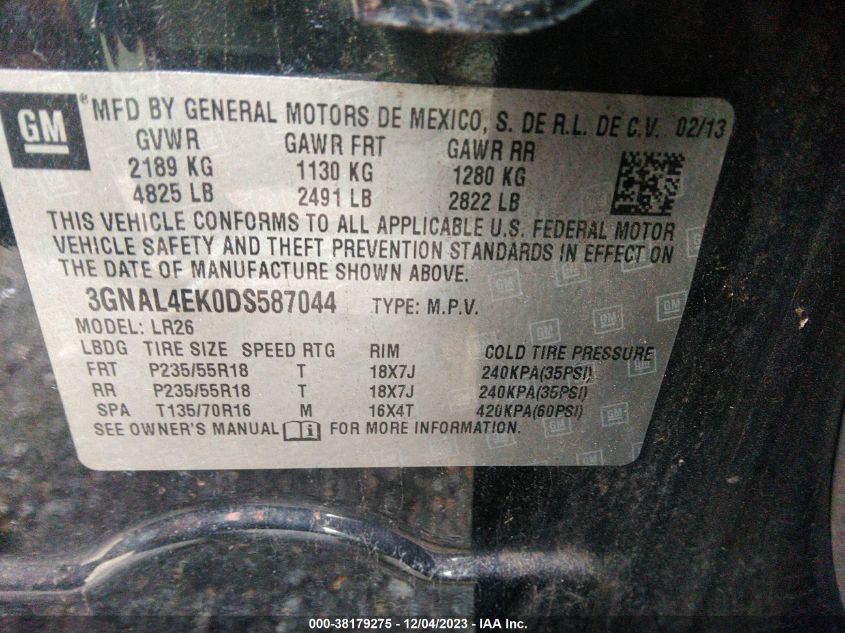 GM ® MFD BY GENERAL MOTORS DE MEXICO, S. DE R.L. DE C.V. 02/13
GVWR GAWR FRT GAWR RR
2189 KG 1130 KG 1280 KG
4825 LB 2491 LB 2822 LB
THIS VEHICLE CONFORMS TO ALL APPLICABLE U.S. FEDERAL MOTOR
VEHICLE SAFETY AND THEFT PREVENTION STANDARDS IN EFFECT ON
THE DATE OF MANUFACTURE SHOWN ABOVE.
3GNAL4EK0DS587044 TYPE: M.P.V.
MODEL: LR26
LBDG TIRE SIZE SPEED RTG RIM COLD TIRE PRESSURE
FRT P235/55R18 T 18X7J 240KPA(35PSI)
RR P235/55R18 T 18X7J 240KPA(35PSI)
SPA T135/70R16 M 16X4T 420KPA(60PSI)
SEE OWNER'S MANUAL i FOR MORE INFORMATION.
000-38179275 - 12/04/2023 - IAA Inc.